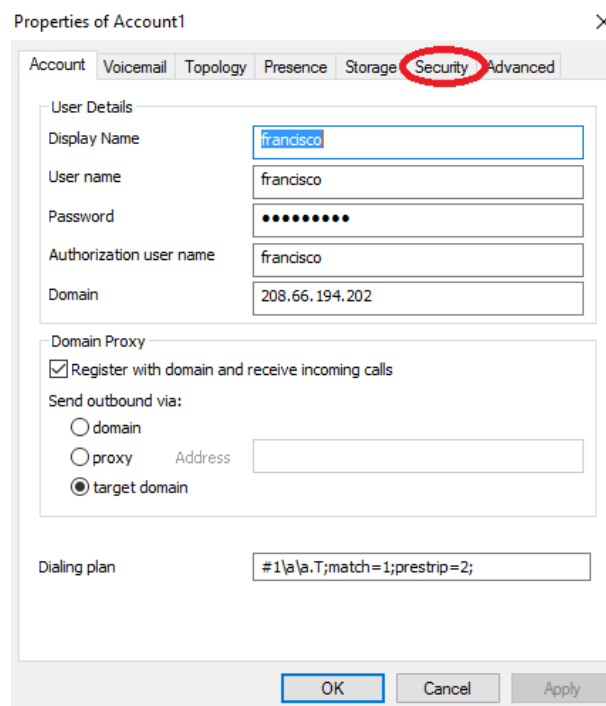 Properties of Account1
Account Voicemail Topology Presence Storage Security Advanced
User Details
Display Name francisco
User name francisco
Password •••••••••
Authorization user name francisco
Domain 208.66.194.202
Domain Proxy
Register with domain and receive incoming calls
Send outbound via:
domain
proxy Address
target domain
Dialing plan #1\a\a.T;match=1;prestrip=2;
OK Cancel Apply